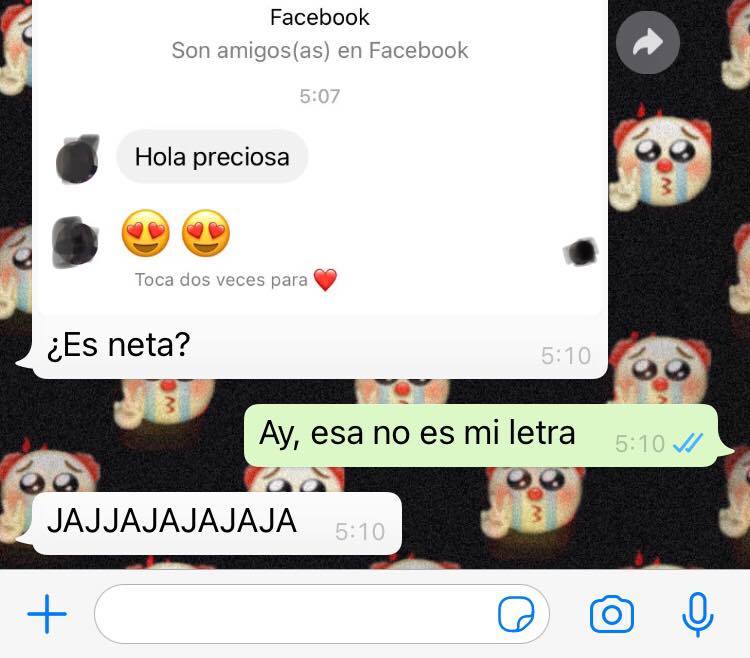 Facebook
Son amigos(as) en Facebook
5:07
Hola preciosa
😍 😍
Toca dos veces para ❤️
¿Es neta?
5:10
Ay, esa no es mi letra
5:10
JAJJAJAJAJAJA
5:10